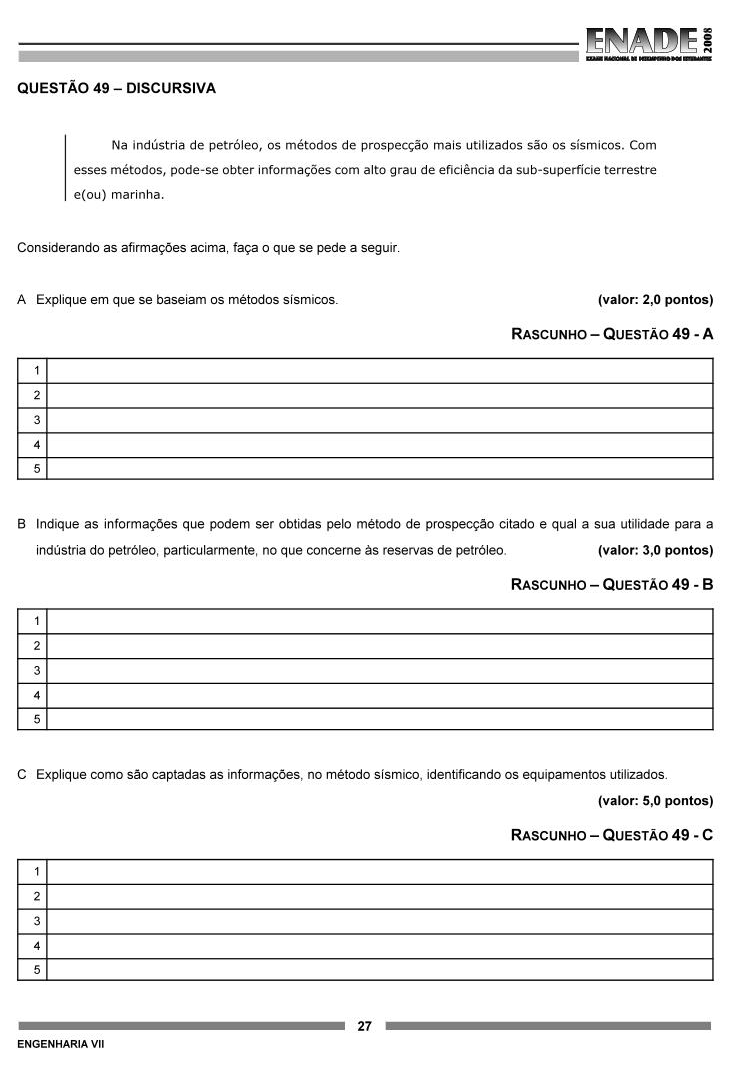 ENADE 2008
EXAME NACIONAL DE DESEMPENHO DOS ESTUDANTES
QUESTÃO 49 – DISCURSIVA
Na indústria de petróleo, os métodos de prospecção mais utilizados são os sísmicos. Com
esses métodos, pode-se obter informações com alto grau de eficiência da sub-superfície terrestre
e(ou) marinha.
Considerando as afirmações acima, faça o que se pede a seguir.
A Explique em que se baseiam os métodos sísmicos. (valor: 2,0 pontos)
RASCUNHO – QUESTÃO 49 - A
1
2
3
4
5
B Indique as informações que podem ser obtidas pelo método de prospecção citado e qual a sua utilidade para a
indústria do petróleo, particularmente, no que concerne às reservas de petróleo. (valor: 3,0 pontos)
RASCUNHO – QUESTÃO 49 - B
1
2
3
4
5
C Explique como são captadas as informações, no método sísmico, identificando os equipamentos utilizados.
(valor: 5,0 pontos)
RASCUNHO – QUESTÃO 49 - C
1
2
3
4
5
27
ENGENHARIA VII